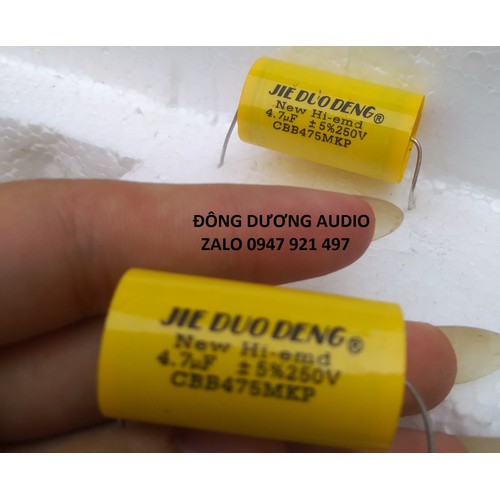 JIE DUO DENG®
New Hi-emd
4.7µF ±5%250V
CBB475MKP
ĐÔNG DƯƠNG AUDIO
ZALO 0947 921 497
JIE DUO DENG®
New Hi-emd
4.7µF ±5%250V
CBB475MKP